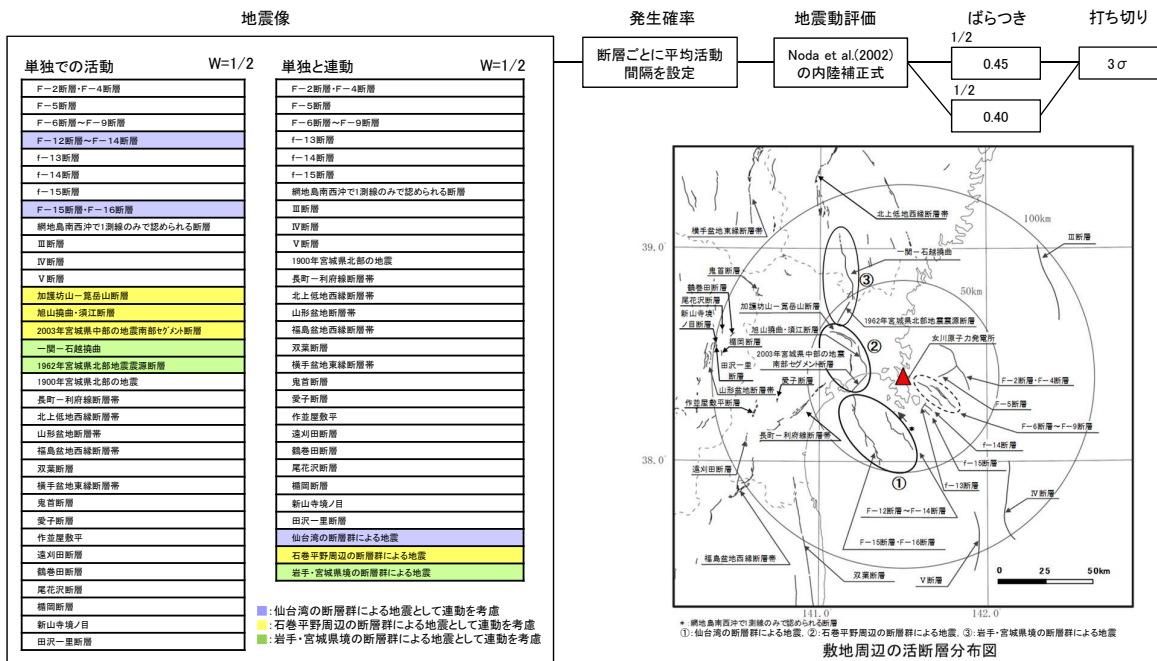 地震像
発生確率
地震動評価
ばらつき
打ち切り
断層ごとに平均活動
間隔を設定
Noda et al.(2002)
の内陸補正式
1/2
0.45
1/2
0.40
3σ
単独での活動 W=1/2
F－2断層・F－4断層
F－5断層
F－6断層～F－9断層
F－12断層～F－14断層
f－13断層
f－14断層
f－15断層
F－15断層・F－16断層
網地島南西沖で1測線のみで認められる断層
Ⅲ断層
Ⅳ断層
Ⅴ断層
加護坊山－箟岳山断層
旭山撓曲・須江断層
2003年宮城県中部の地震南部セグメント断層
一関－石越撓曲
1962年宮城県北部地震震源断層
1900年宮城県北部の地震
長町－利府線断層帯
北上低地西縁断層帯
山形盆地断層帯
福島盆地西縁断層帯
双葉断層
横手盆地東縁断層帯
鬼首断層
愛子断層
作並屋敷平
遠刈田断層
鶴巻田断層
尾花沢断層
楯岡断層
新山寺境ノ目
田沢一里断層
単独と連動 W=1/2
F－2断層・F－4断層
F－5断層
F－6断層～F－9断層
f－13断層
f－14断層
f－15断層
網地島南西沖で1測線のみで認められる断層
Ⅲ断層
Ⅳ断層
Ⅴ断層
1900年宮城県北部の地震
長町－利府線断層帯
北上低地西縁断層帯
山形盆地断層帯
福島盆地西縁断層帯
双葉断層
横手盆地東縁断層帯
鬼首断層
愛子断層
作並屋敷平
遠刈田断層
鶴巻田断層
尾花沢断層
楯岡断層
新山寺境ノ目
田沢一里断層
仙台湾の断層群による地震
石巻平野周辺の断層群による地震
岩手・宮城県境の断層群による地震
:仙台湾の断層群による地震として連動を考慮
:石巻平野周辺の断層群による地震として連動を考慮
:岩手・宮城県境の断層群による地震として連動を考慮
北上低地西縁断層帯
100km
横手盆地東縁断層帯
Ⅲ断層
39.0°
一関－石越撓曲
鬼首断層
③
鶴巻田断層
50km
尾花沢断層
加護坊山－箟岳山断層
新山寺境
ノ目断層
1962年宮城県北部地震震源断層
旭山撓曲・須江断層
女川原子力発電所
楯岡断層
②
2003年宮城県中部の地震
南部セグメント断層
田沢一里
断層
F－2断層・F－4断層
山形盆地断層帯
愛子断層
F－5断層
作並屋敷平断層
F－6断層～F－9断層
*
長町－利府線断層帯
f－14断層
38.0°
遠刈田断層
f－15断層
①
f－13断層
Ⅳ断層
F－12断層～F－14断層
F－15断層・F－16断層
福島盆地西縁断層帯
双葉断層
Ⅴ断層
0 25 50km
141.0°
142.0°
*:網地島南西沖で1測線のみで認められる断層
①:仙台湾の断層群による地震、②:石巻平野周辺の断層群による地震、③:岩手・宮城県境の断層群による地震
敷地周辺の活断層分布図